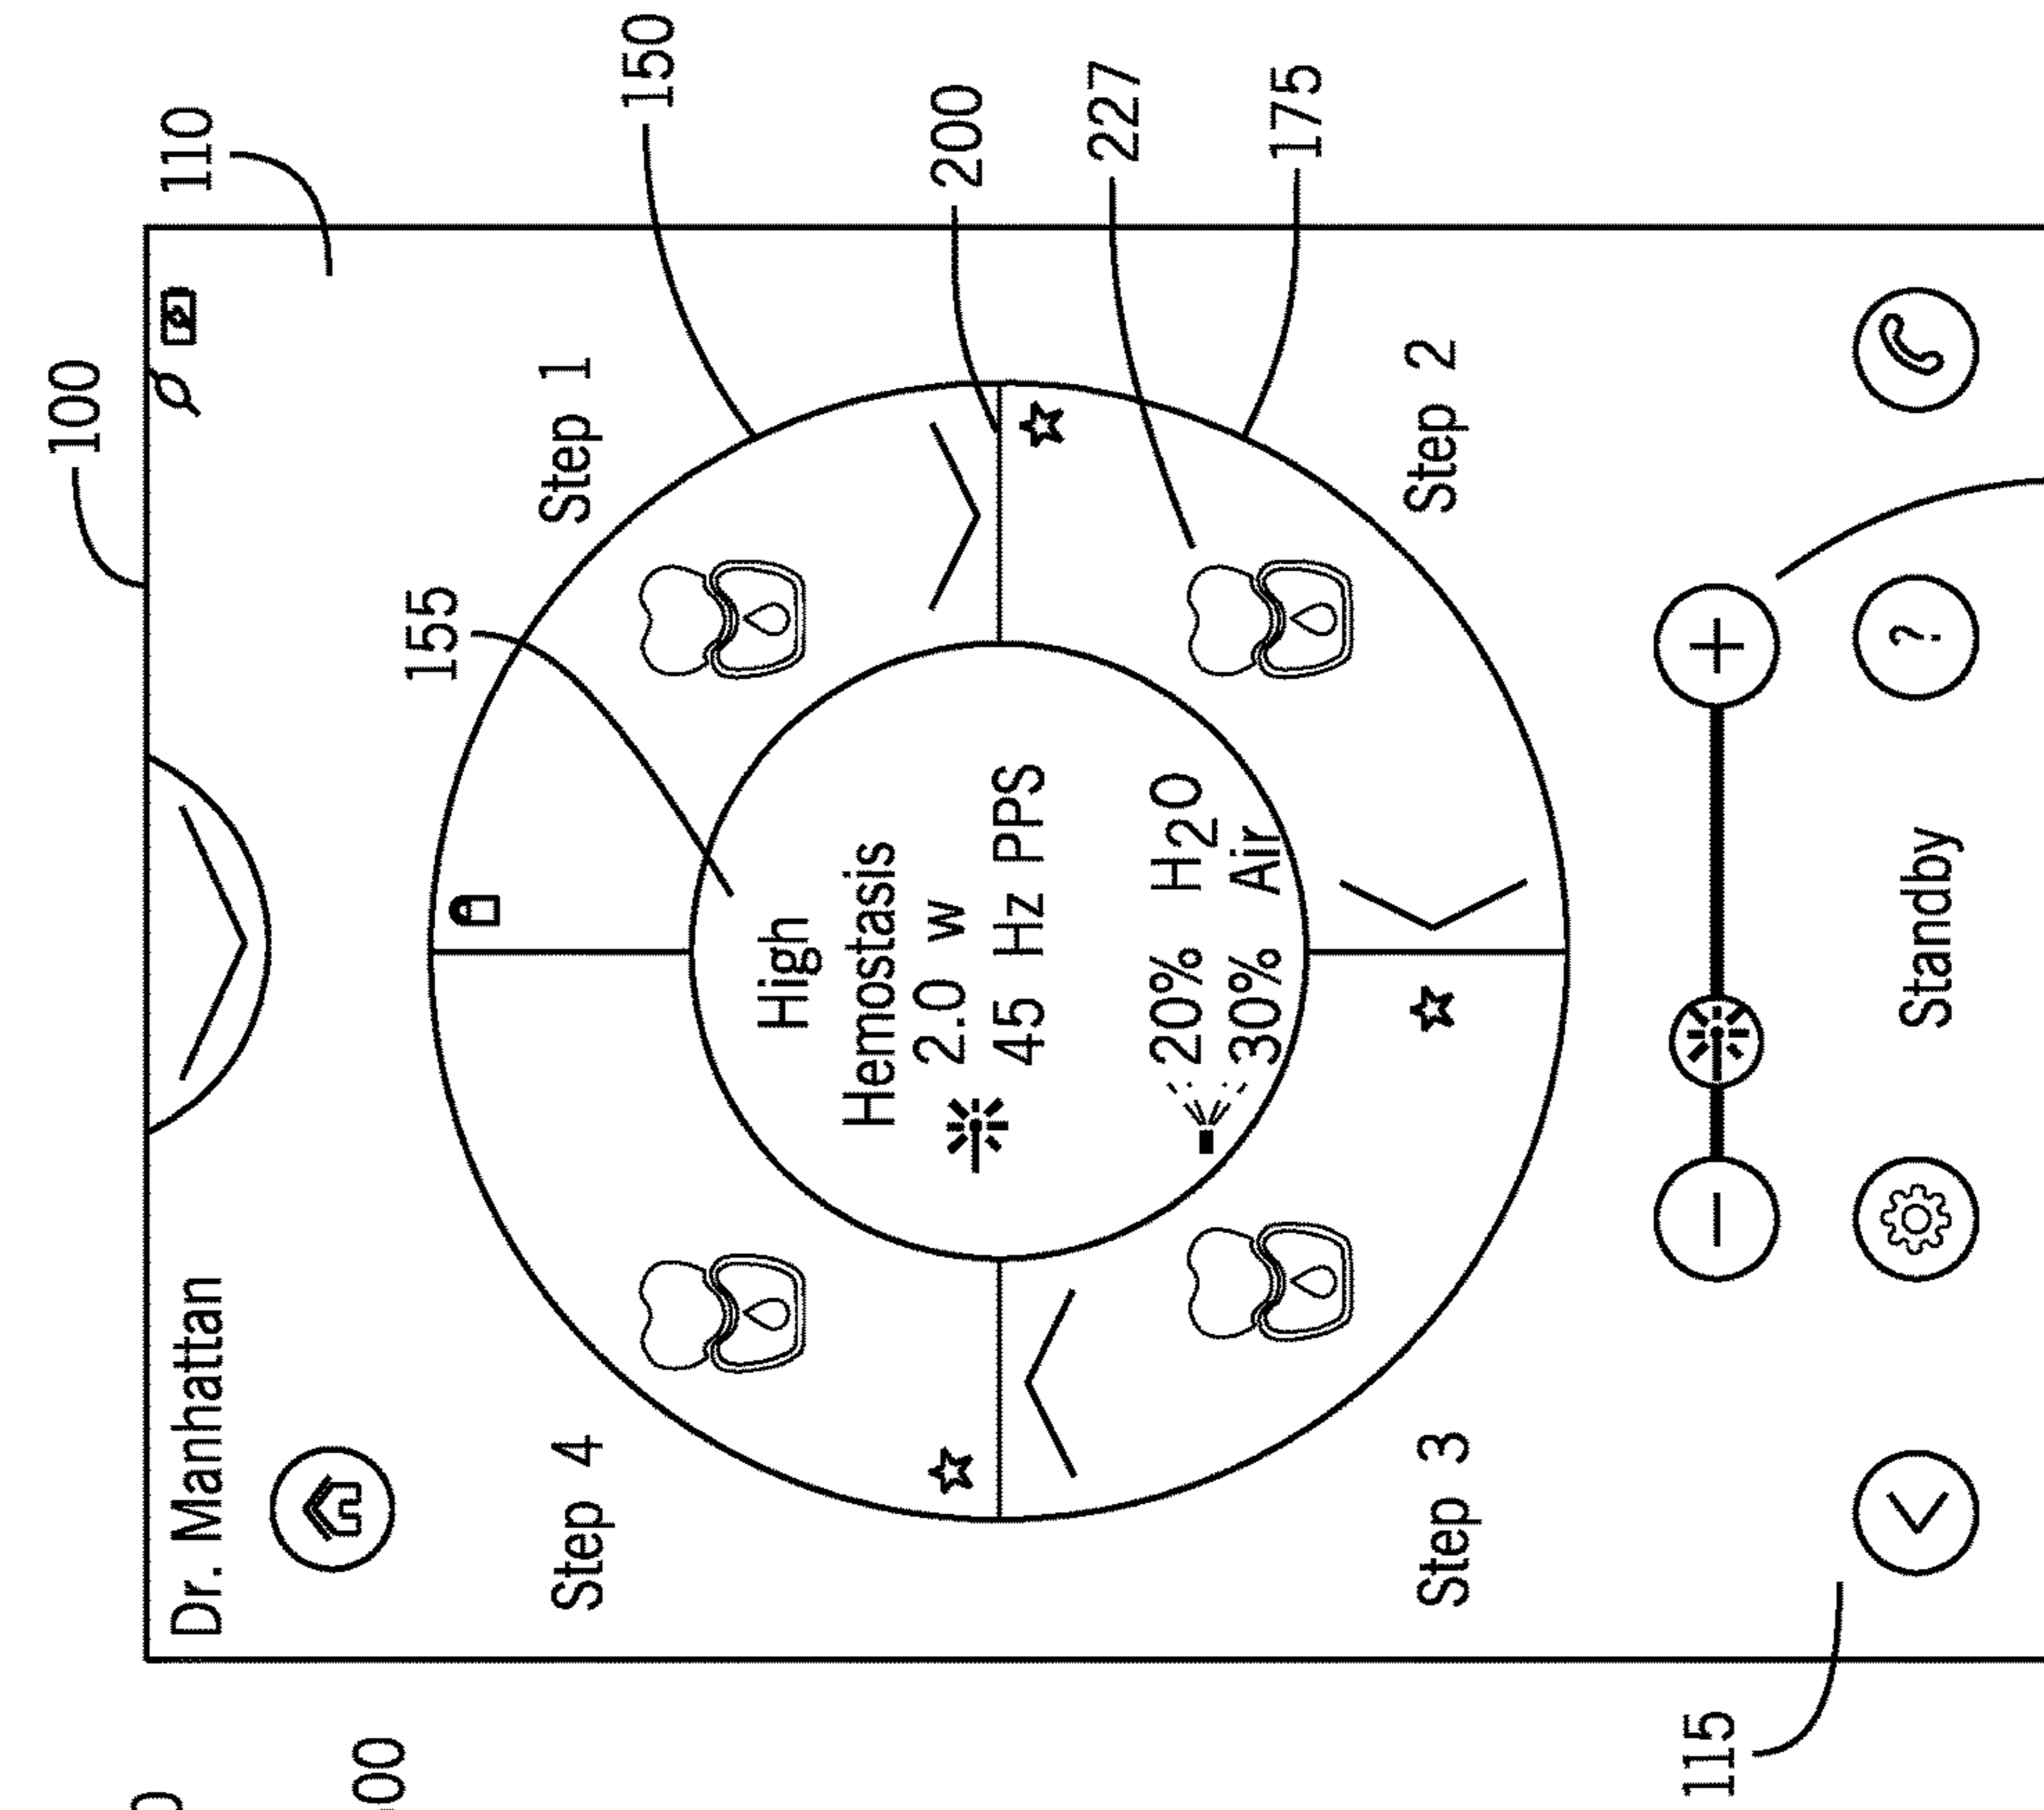 Dr. Manhattan
100
110
155
Step 4
Step 1
150
High
Hemostasis
2.0 w
45 Hz PPS
200
20% H2O
30% Air
227
175
Step 3
Step 2
115
Standby
?